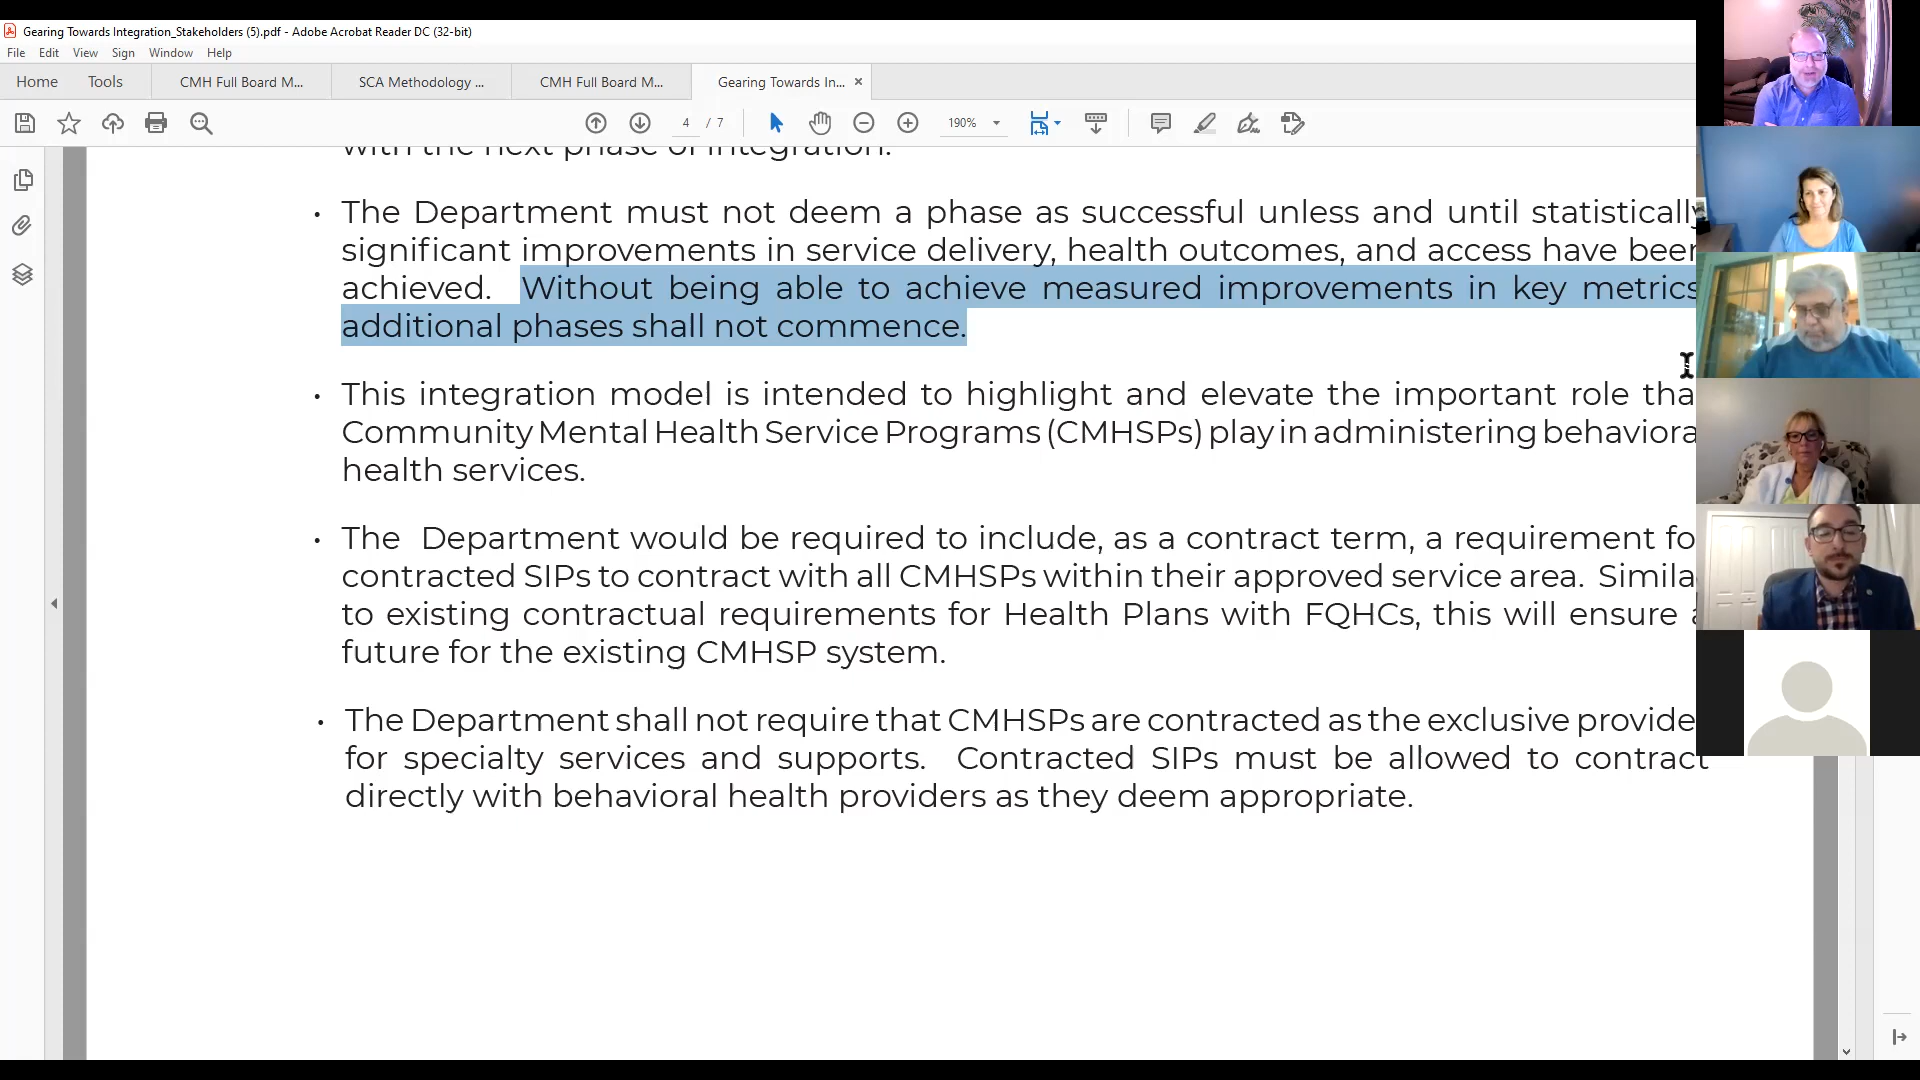 Gearing Towards Integration_Stakeholders (5).pdf - Adobe Acrobat Reader DC (32-bit)
File Edit View Sign Window Help
Home Tools CMH Full Board M... SCA Methodology ... CMH Full Board M... Gearing Towards In... ×
4 / 7 190%
with the next phase of integration.
• The Department must not deem a phase as successful unless and until statistically
significant improvements in service delivery, health outcomes, and access have been
achieved. Without being able to achieve measured improvements in key metrics
additional phases shall not commence.
• This integration model is intended to highlight and elevate the important role tha
Community Mental Health Service Programs (CMHSPs) play in administering behaviora
health services.
• The Department would be required to include, as a contract term, a requirement fo
contracted SIPs to contract with all CMHSPs within their approved service area. Simila
to existing contractual requirements for Health Plans with FQHCs, this will ensure a
future for the existing CMHSP system.
• The Department shall not require that CMHSPs are contracted as the exclusive provide
for specialty services and supports. Contracted SIPs must be allowed to contract
directly with behavioral health providers as they deem appropriate.